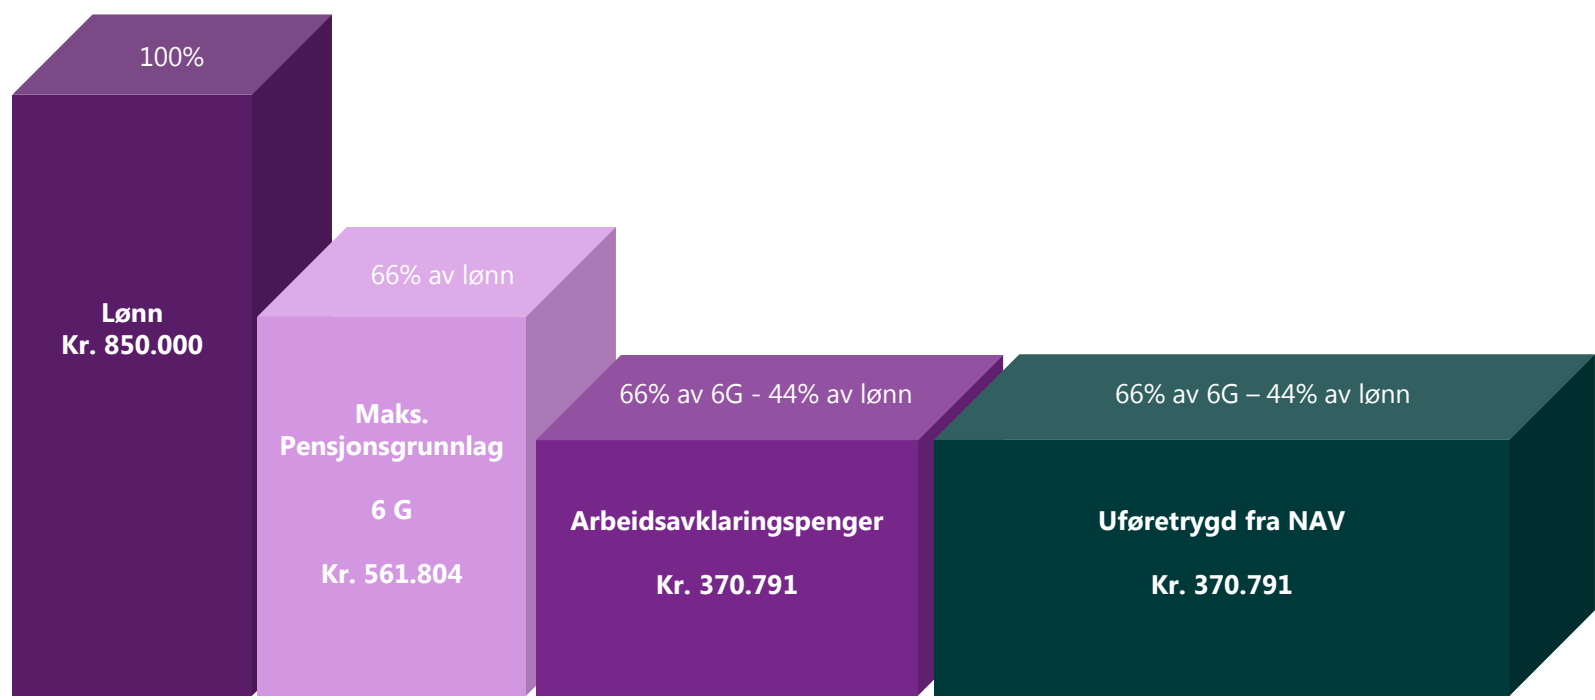 100%
Lønn
Kr. 850.000
66% av lønn
Maks.
Pensjonsgrunnlag
6 G
Kr. 561.804
66% av 6G - 44% av lønn
Arbeidsavklaringspenger
Kr. 370.791
66% av 6G – 44% av lønn
Uføretrygd fra NAV
Kr. 370.791